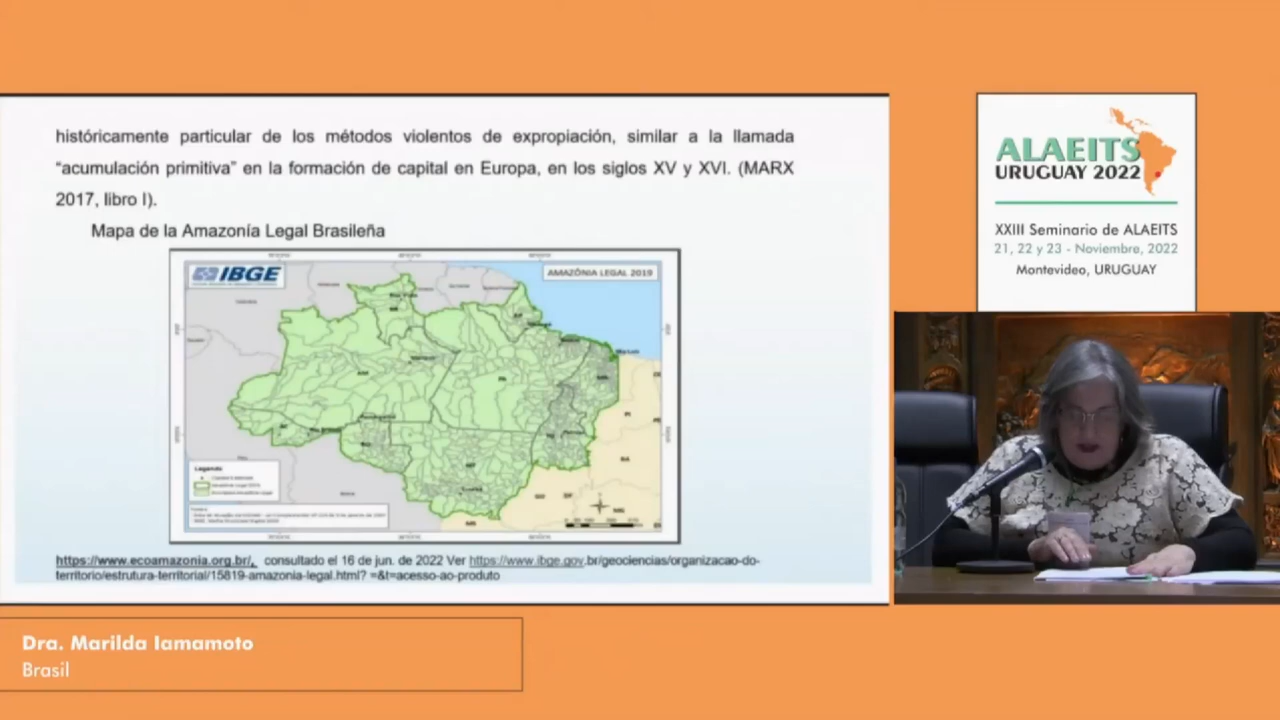 históricamente particular de los métodos violentos de expropiación, similar a la llamada
“acumulación primitiva” en la formación de capital en Europa, en los siglos XV y XVI. (MARX
2017, libro I).
Mapa de la Amazonía Legal Brasileña
IBGE
AMAZÔNIA LEGAL 2019
https://www.ecoamazonia.org.br/, consultado el 16 de jun. de 2022 Ver https://www.ibge.gov.br/geociencias/organizacao-do-
territorio/estrutura-territorial/15819-amazonia-legal.html? =&t=acesso-ao-produto
ALAEITS
URUGUAY 2022
XXIII Seminario de ALAEITS
21, 22 y 23 - Noviembre, 2022
Montevideo, URUGUAY
Dra. Marilda Iamamoto
Brasil